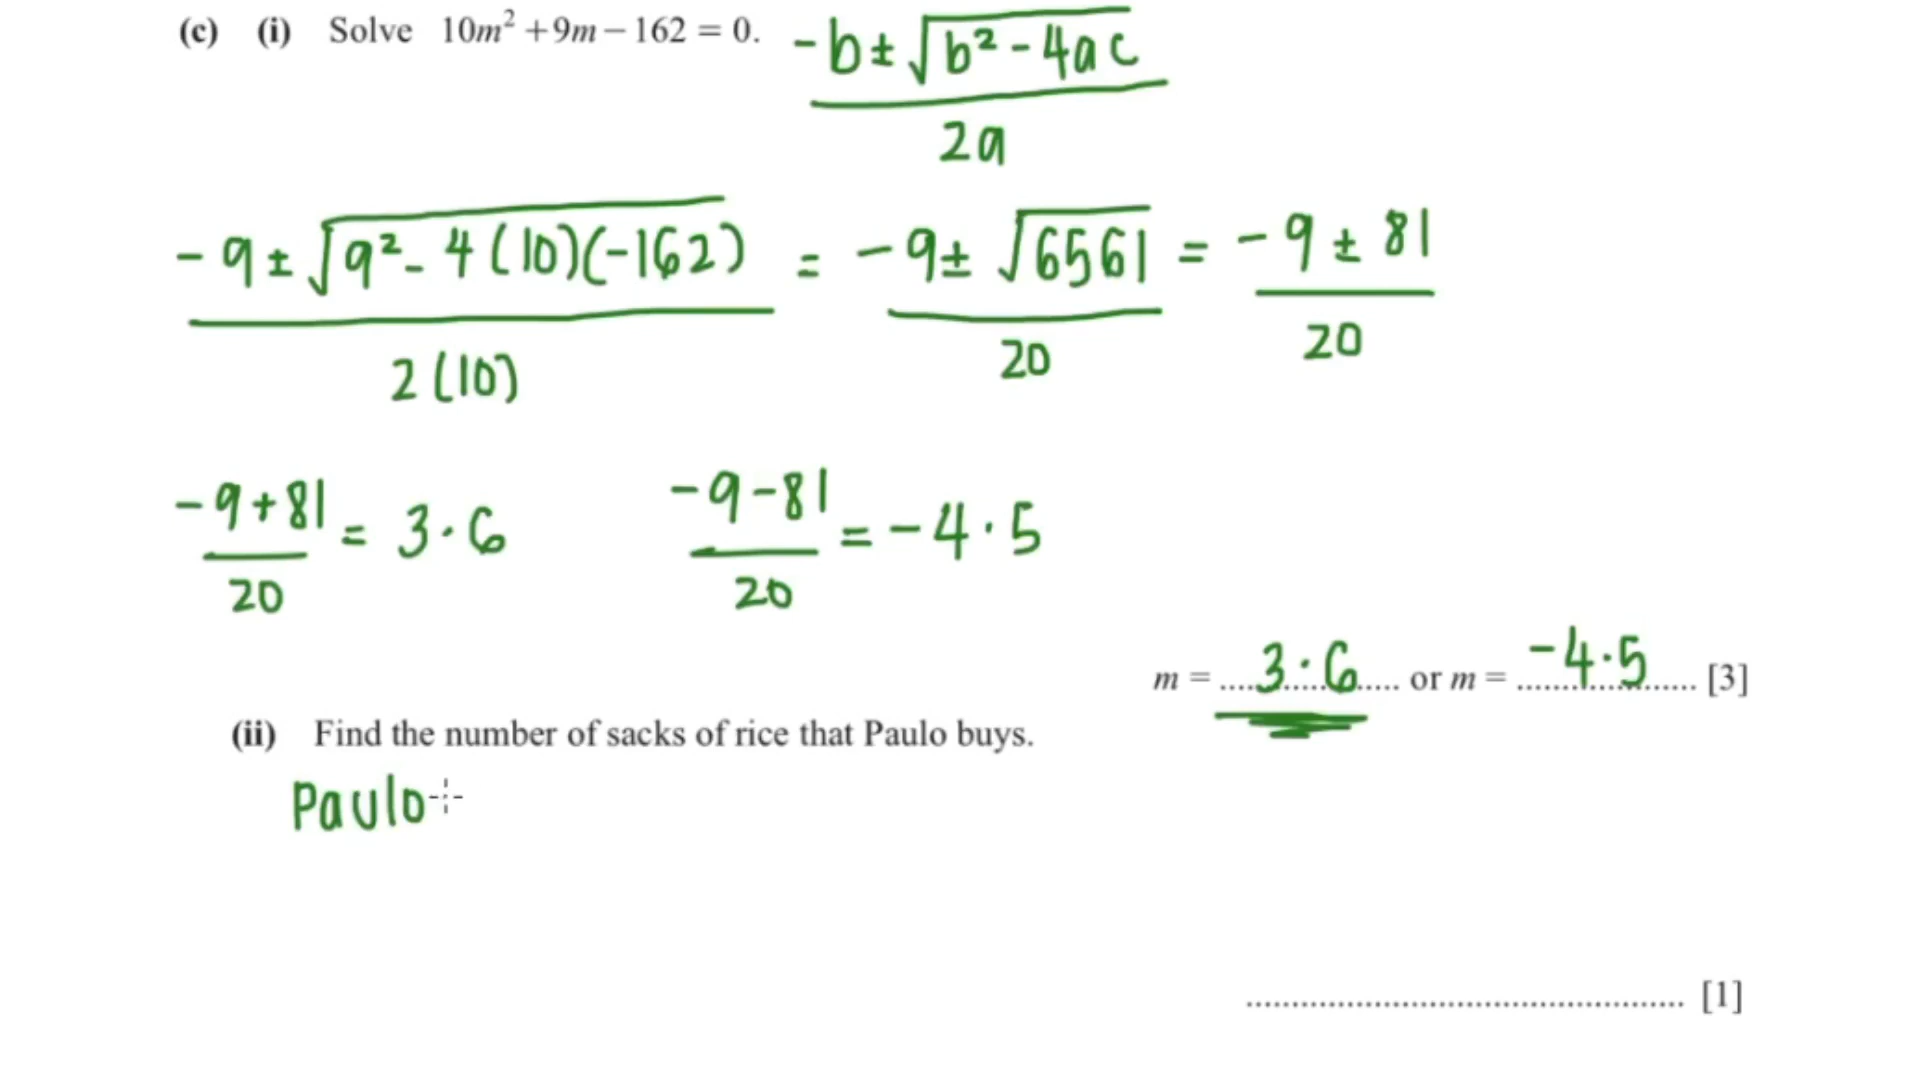 (c) (i) Solve 10m² + 9m − 162 = 0. -b ± √b² - 4ac
2a
-9 ± √9² - 4(10)(-162) = -9 ± √6561 = -9 ± 81
2(10) 20 20
-9+81 = 3.6 -9-81 = -4.5
20 20
m = 3.6 or m = -4.5 [3]
(ii) Find the number of sacks of rice that Paulo buys.
Paulo
[1]